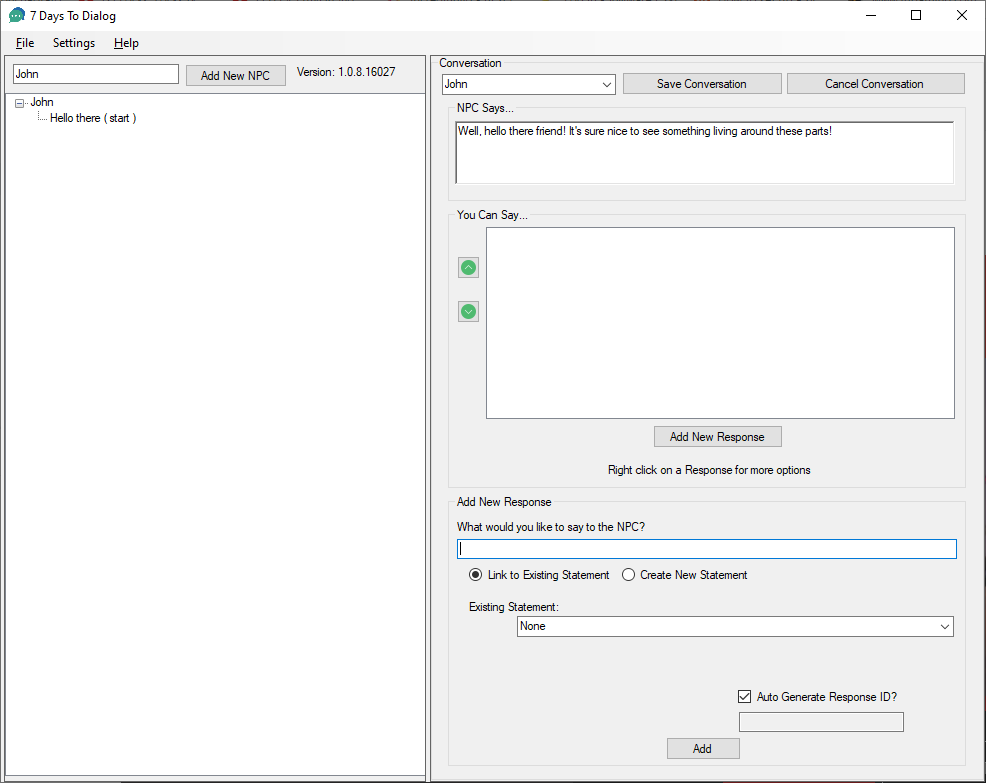 7 Days To Dialog
File Settings Help
John
Add New NPC
Version: 1.0.8.16027
John
Hello there ( start )
Conversation
John
Save Conversation
Cancel Conversation
NPC Says...
Well, hello there friend! It's sure nice to see something living around these parts!
You Can Say...
Add New Response
Right click on a Response for more options
Add New Response
What would you like to say to the NPC?
Link to Existing Statement
Create New Statement
Existing Statement:
None
Auto Generate Response ID?
Add